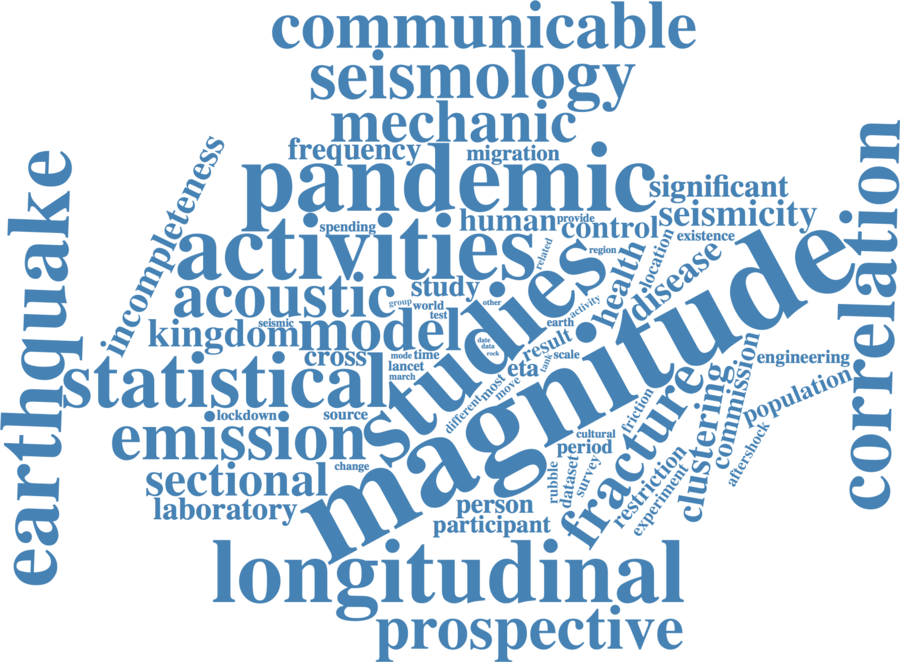 communicable
seismology
mechanic
frequency
migration
pandemic
significant
incompleteness
earthquake
correlation
spending
human
provide
control
seismicity
activities
related
region
existence
location
health
disease
acoustic
study
group
world
test
other
activity
studies
magnitude
kingdom
seismic
model
earth
date
data
rock
result
cross
mode
time
lancet
march
eta
tank
scale
engineering
statistical
most
move
different
population
commission
clustering
fracture
friction
lockdown
source
emission
cultural
period
aftershock
change
sectional
rubble
dataset
survey
restriction
experiment
laboratory
person
participant
longitudinal
prospective